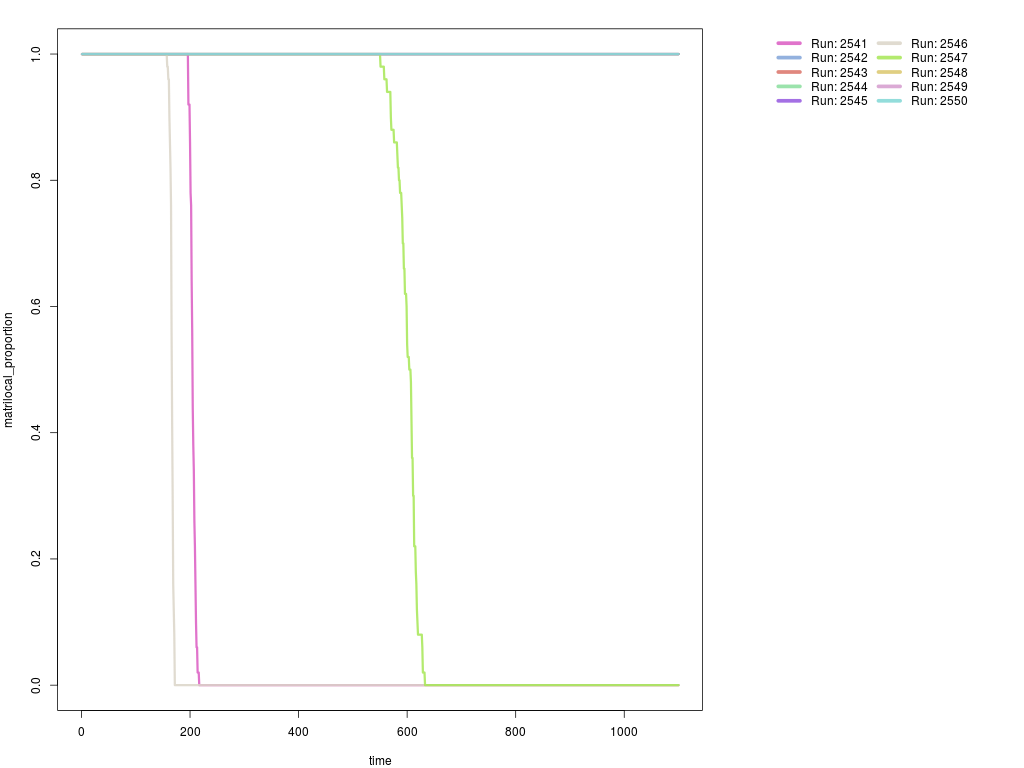 1.0
0.8
0.6
0.4
0.2
0.0
matrilocal_proportion
0 200 400 600 800 1000
time
Run: 2541 Run: 2546
Run: 2542 Run: 2547
Run: 2543 Run: 2548
Run: 2544 Run: 2549
Run: 2545 Run: 2550